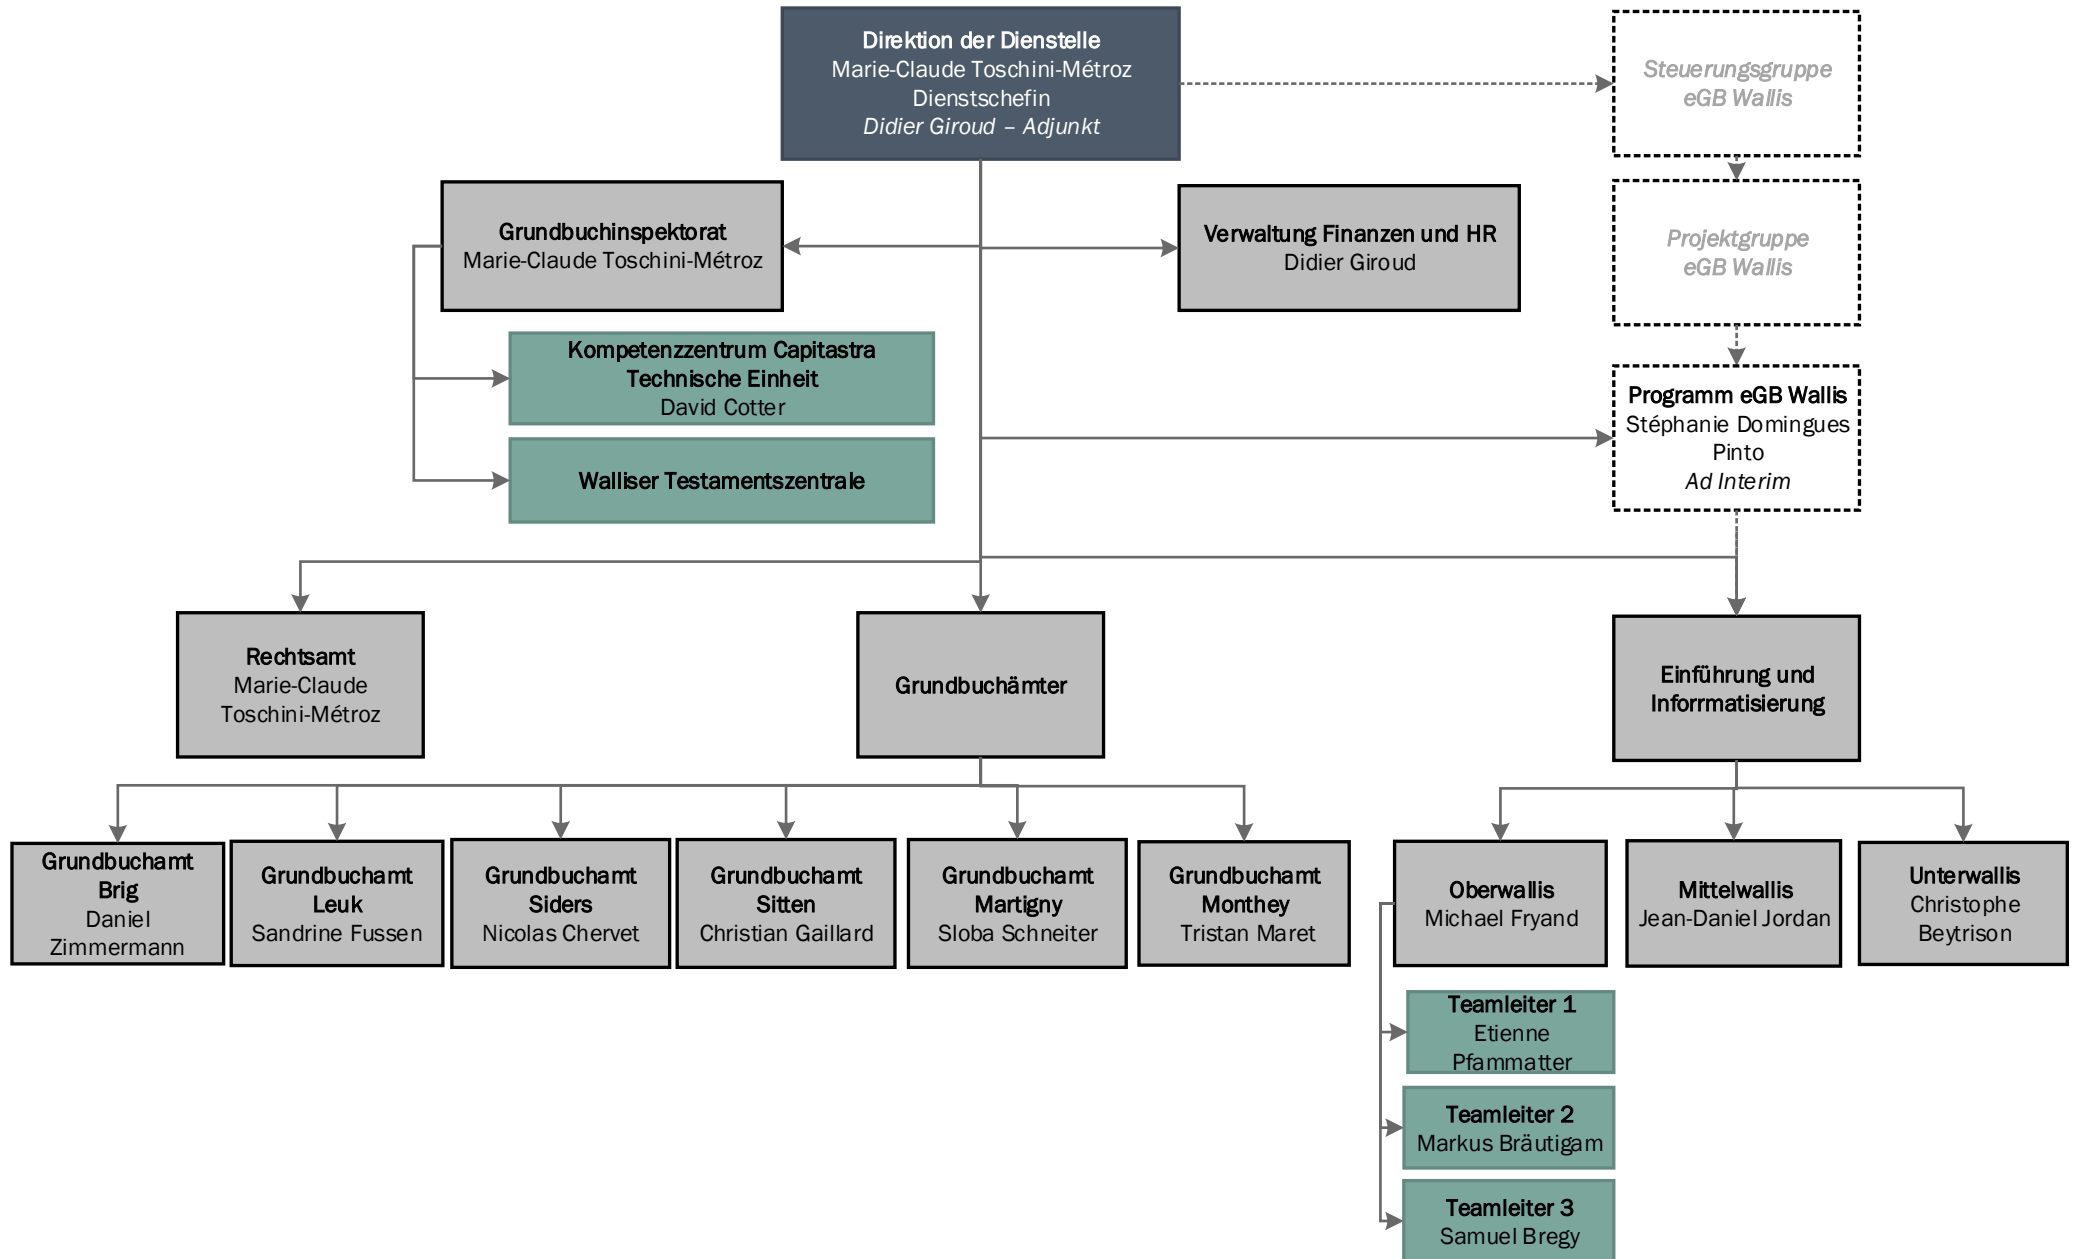 Direktion der Dienstelle
Marie-Claude Toschini-Métroz
Dienstschefin
Didier Giroud – Adjunkt
Steuerungsgruppe
eGB Wallis
Grundbuchinspektorat
Marie-Claude Toschini-Métroz
Verwaltung Finanzen und HR
Didier Giroud
Projektgruppe
eGB Wallis
Kompetenzzentrum Capitastra
Technische Einheit
David Cotter
Programm eGB Wallis
Stéphanie Domingues
Pinto
Ad Interim
Walliser Testamentszentrale
Rechtsamt
Marie-Claude
Toschini-Métroz
Grundbuchämter
Einführung und
Inforrmatisierung
Grundbuchamt
Brig
Daniel
Zimmermann
Grundbuchamt
Leuk
Sandrine Fussen
Grundbuchamt
Siders
Nicolas Chervet
Grundbuchamt
Sitten
Christian Gaillard
Grundbuchamt
Martigny
Sloba Schneiter
Grundbuchamt
Monthey
Tristan Maret
Oberwallis
Michael Fryand
Mittelwallis
Jean-Daniel Jordan
Unterwallis
Christophe
Beytrison
Teamleiter 1
Etienne
Pfammatter
Teamleiter 2
Markus Bräutigam
Teamleiter 3
Samuel Bregy